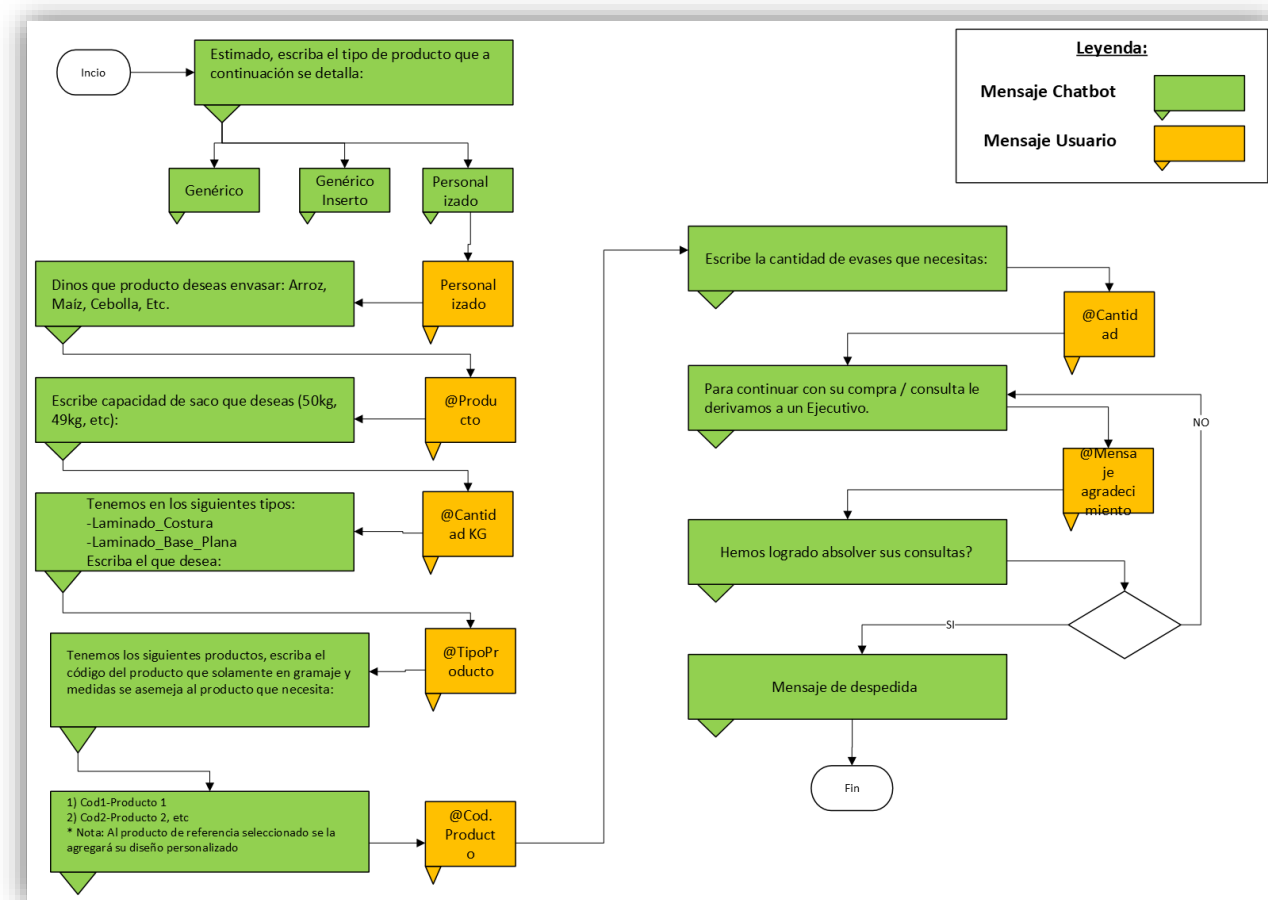 Incio
Estimado, escriba el tipo de producto que a
continuación se detalla:
Genérico
Genérico
Inserto
Personal
izado
Dinos que producto deseas envasar: Arroz,
Maíz, Cebolla, Etc.
Personal
izado
Escribe capacidad de saco que deseas (50kg,
49kg, etc):
@Produ
cto
Tenemos en los siguientes tipos:
-Laminado_Costura
-Laminado_Base_Plana
Escriba el que desea:
@Cantid
ad KG
Tenemos los siguientes productos, escriba el
código del producto que solamente en gramaje y
medidas se asemeja al producto que necesita:
@TipoPr
oducto
1) Cod1-Producto 1
2) Cod2-Producto 2, etc
* Nota: Al producto de referencia seleccionado se la
agregará su diseño personalizado
@Cod.
Product
o
Leyenda:
Mensaje Chatbot
Mensaje Usuario
Escribe la cantidad de evases que necesitas:
@Cantid
ad
Para continuar con su compra / consulta le
derivamos a un Ejecutivo.
NO
@Mensa
je
agradeci
miento
Hemos logrado absolver sus consultas?
SI
Mensaje de despedida
Fin